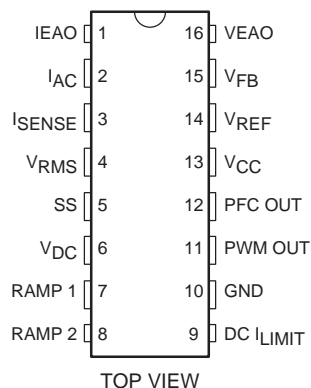 IEAO 1 16 VEAO
IAC 2 15 VFB
ISENSE 3 14 VREF
VRMS 4 13 VCC
SS 5 12 PFC OUT
VDC 6 11 PWM OUT
RAMP 1 7 10 GND
RAMP 2 8 9 DC ILIMIT
TOP VIEW